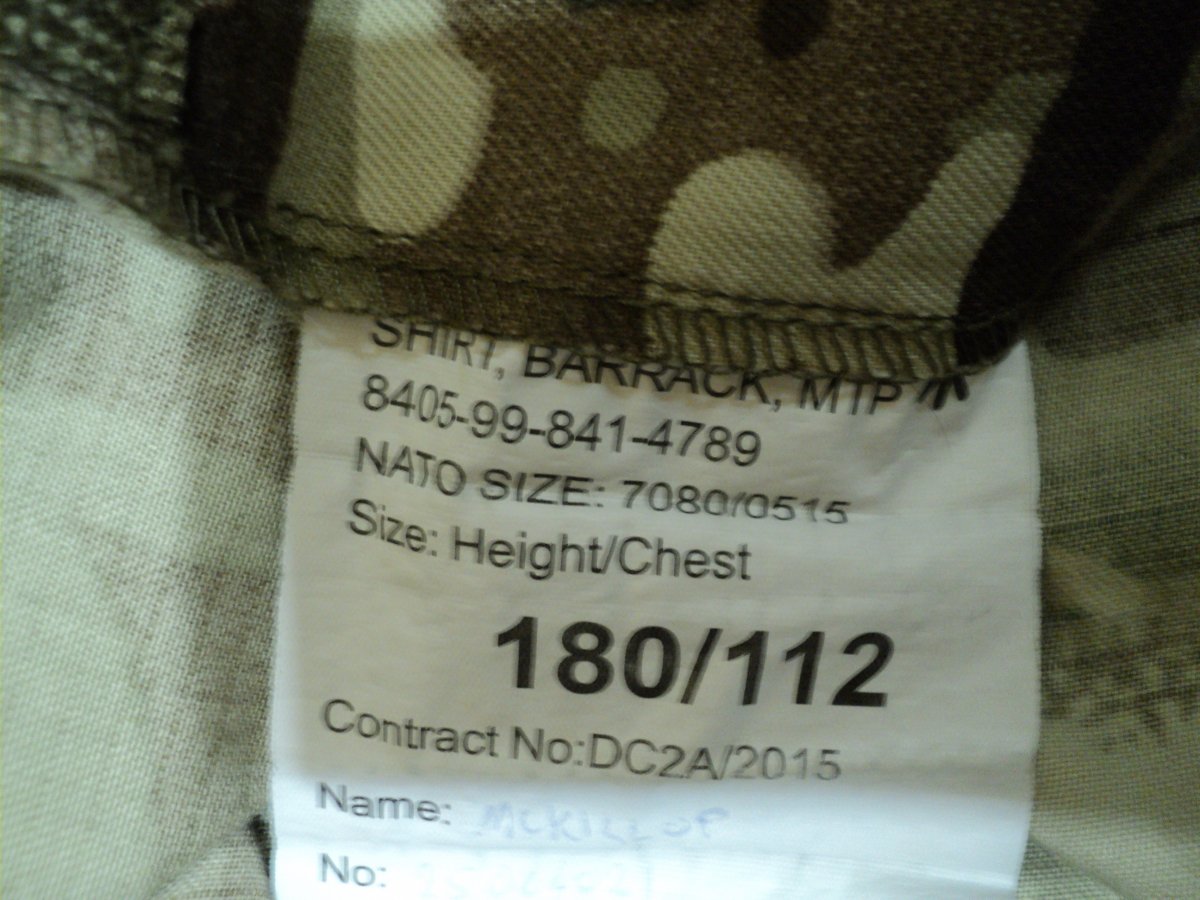 SHIRT, BARRACK, MTP
8405-99-841-4789
NATO SIZE: 7080/0515
Size: Height/Chest
180/112
Contract No:DC2A/2015
Name: MCKILLOP
No: